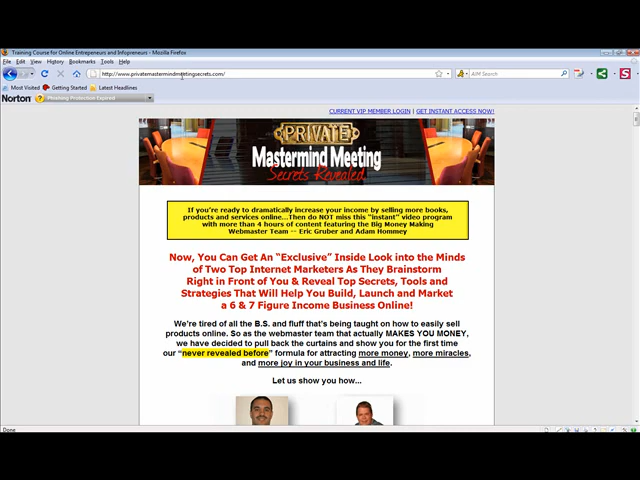 Training Course for Online Entrepeneurs and Infopreneurs - Mozilla Firefox
File Edit View History Bookmarks Tools Help
http://www.privatemastermindmeetingsecrets.com/
AIM Search
Most Visited Getting Started Latest Headlines
Norton Phishing Protection Expired
CURRENT VIP MEMBER LOGIN | GET INSTANT ACCESS NOW!
PRIVATE
Mastermind Meeting
Secrets Revealed
If you're ready to dramatically increase your income by selling more books,
products and services online...Then do NOT miss this "instant" video program
with more than 4 hours of content featuring the Big Money Making
Webmaster Team -- Eric Gruber and Adam Hommey
Now, You Can Get An "Exclusive" Inside Look into the Minds
of Two Top Internet Marketers As They Brainstorm
Right in Front of You & Reveal Top Secrets, Tools and
Strategies That Will Help You Build, Launch and Market
a 6 & 7 Figure Income Business Online!
We're tired of all the B.S. and fluff that's being taught on how to easily sell
products online. So as the webmaster team that actually MAKES YOU MONEY,
we have decided to pull back the curtains and show you for the first time
our "never revealed before" formula for attracting more money, more miracles,
and more joy in your business and life.
Let us show you how...
Done